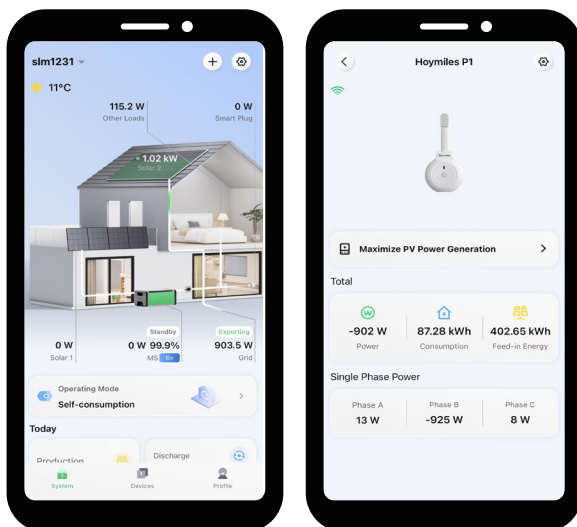 slm1231
11°C
115.2 W
Other Loads
0 W
Smart Plug
1.02 kW
Solar 2
Standby
Exporting
0 W
Solar 1
0 W 99.9%
MS 6x
903.5 W
Grid
Operating Mode
Self-consumption
Today
Production
Discharge
System
Devices
Profile
Hoymiles P1
Maximize PV Power Generation
Total
-902 W
Power
87.28 kWh
Consumption
402.65 kWh
Feed-in Energy
Single Phase Power
Phase A
13 W
Phase B
-925 W
Phase C
8 W